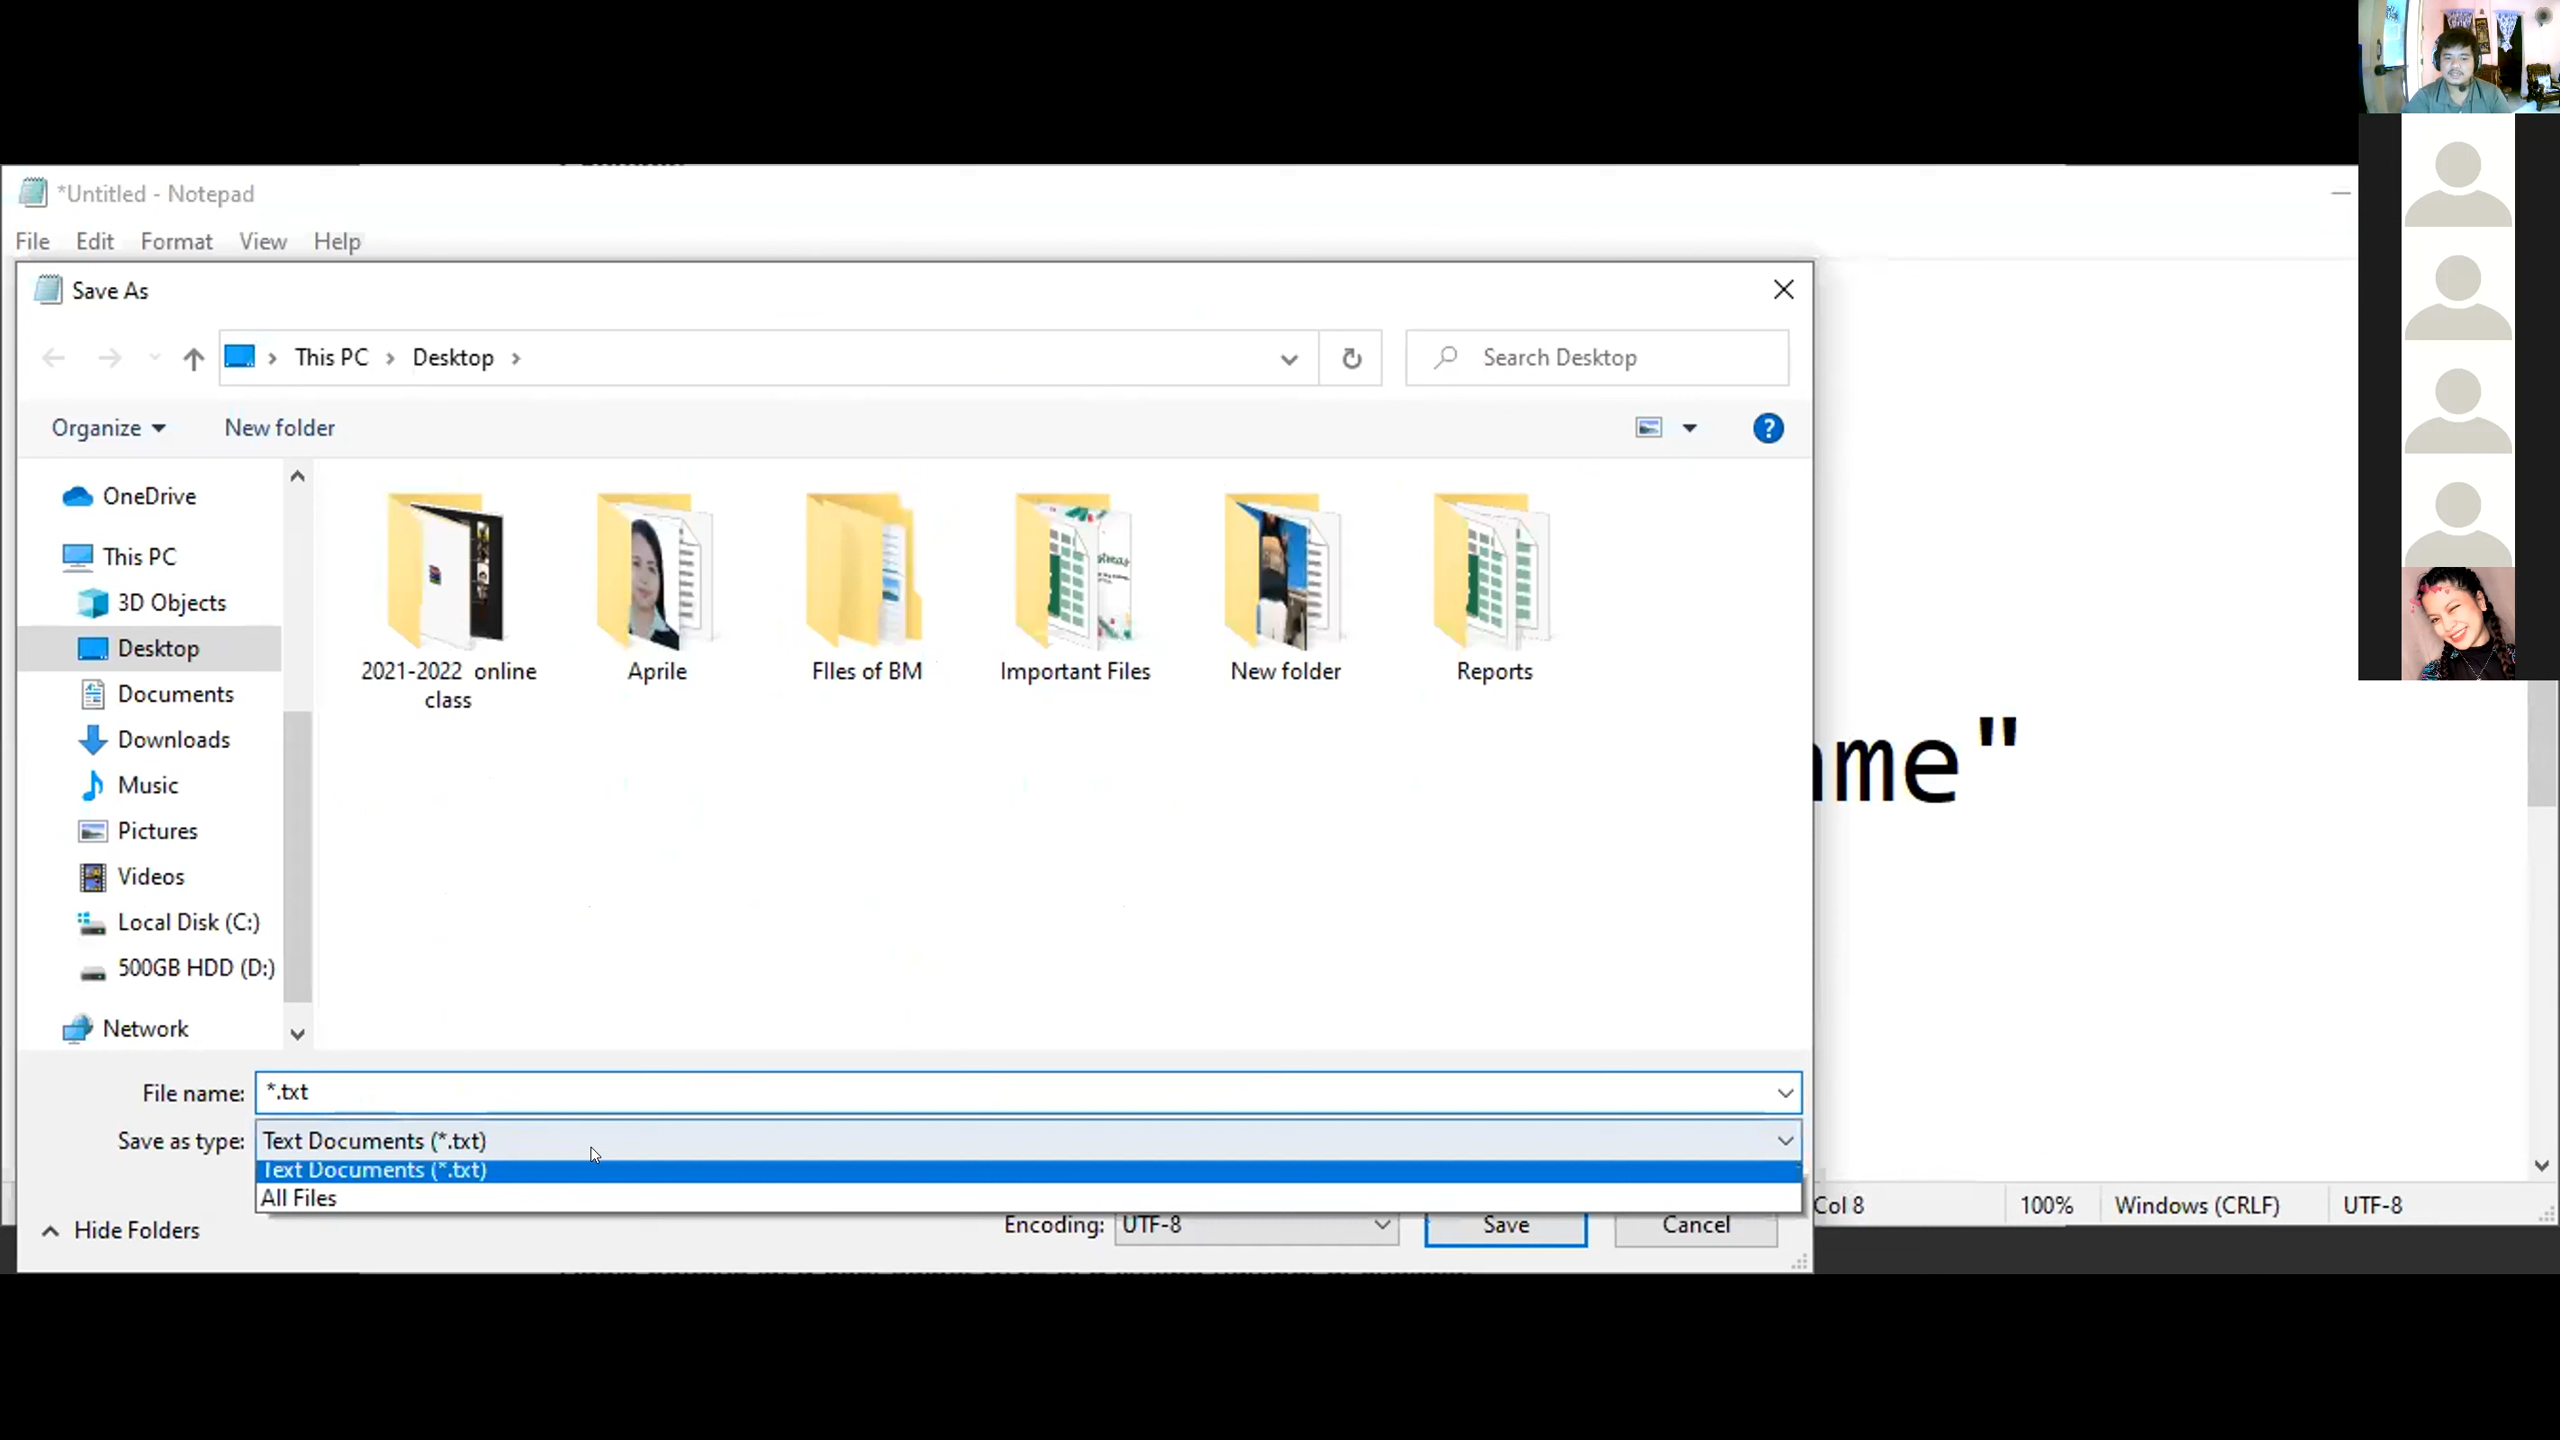 *Untitled - Notepad
File Edit Format View Help
Save As
This PC Desktop
Search Desktop
Organize New folder
OneDrive
This PC
3D Objects
Desktop
Documents
Downloads
Music
Pictures
Videos
Local Disk (C:)
500GB HDD (D:)
Network
2021-2022 online
class
Aprile
FIles of BM
Important Files
New folder
Reports
ame"
File name: *.txt
Save as type: Text Documents (*.txt)
Text Documents (*.txt)
All Files
Hide Folders
Encoding: UTF-8 Save Cancel
Col 8 100% Windows (CRLF) UTF-8